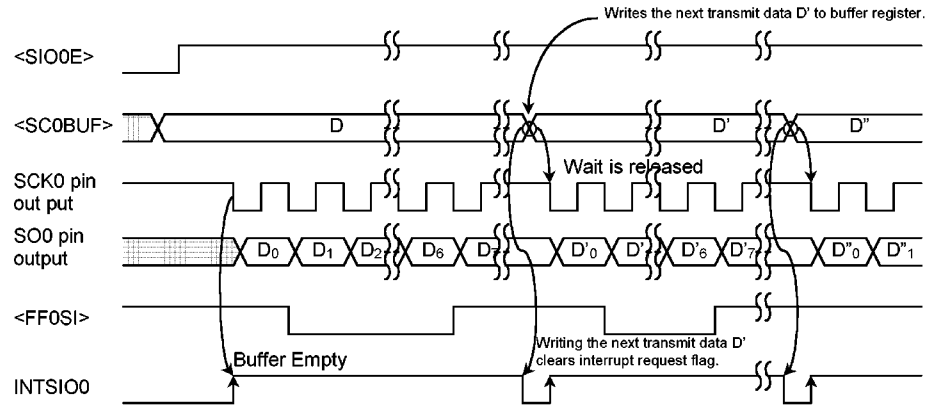 Writes the next transmit data D' to buffer register.
<SIO0E>
<SC0BUF> D D' D"
Wait is released
SCK0 pin
out put
SO0 pin
output
D0 D1 D2 D6 D7 D'0 D' D'6 D'7 D"0 D"1
<FF0SI>
Writing the next transmit data D'
clears interrupt request flag.
Buffer Empty
INTSIO0